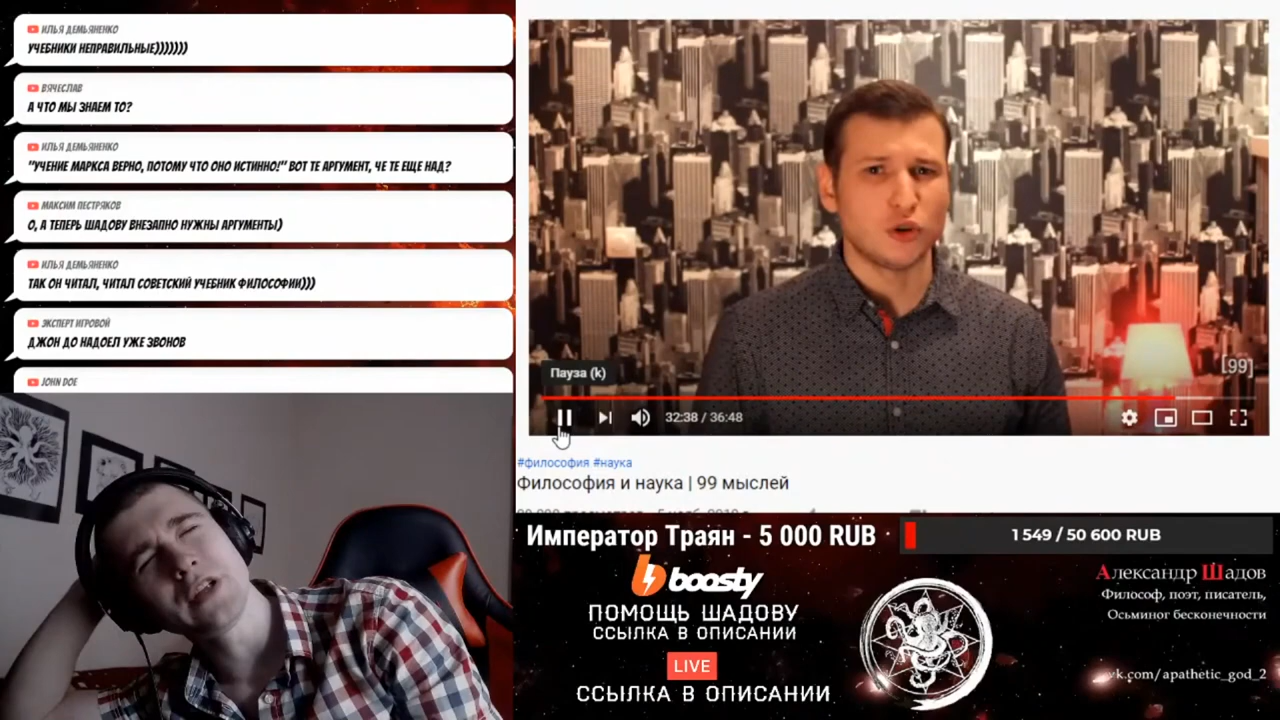 ИЛЬЯ ДЕМЬЯНЕНКО
УЧЕБНИКИ НЕПРАВИЛЬНЫЕ)))))))
ВЯЧЕСЛАВ
А ЧТО МЫ ЗНАЕМ ТО?
ИЛЬЯ ДЕМЬЯНЕНКО
"УЧЕНИЕ МАРКСА ВЕРНО, ПОТОМУ ЧТО ОНО ИСТИННО!" ВОТ ТЕ АРГУМЕНТ, ЧЕ ТЕ ЕЩЕ НАД?
МАКСИМ ПЕСТРЯКОВ
О, А ТЕПЕРЬ ШАДОВУ ВНЕЗАПНО НУЖНЫ АРГУМЕНТЫ)
ИЛЬЯ ДЕМЬЯНЕНКО
ТАК ОН ЧИТАЛ, ЧИТАЛ СОВЕТСКИЙ УЧЕБНИК ФИЛОСОФИИ)))
ЭКСПЕРТ ИГРОВОЙ
ДЖОН ДО НАДОЕЛ УЖЕ ЗВОНОВ
JOHN DOE
[99]
Пауза (k)
32:38 / 36:48
#философия #наука
Философия и наука | 99 мыслей
Император Траян - 5 000 RUB
1 549 / 50 600 RUB
boosty
ПОМОЩЬ ШАДОВУ
ССЫЛКА В ОПИСАНИИ
LIVE
ССЫЛКА В ОПИСАНИИ
Александр Шадов
Философ, поэт, писатель,
Осьминог бесконечности
vk.com/apathetic_god_2